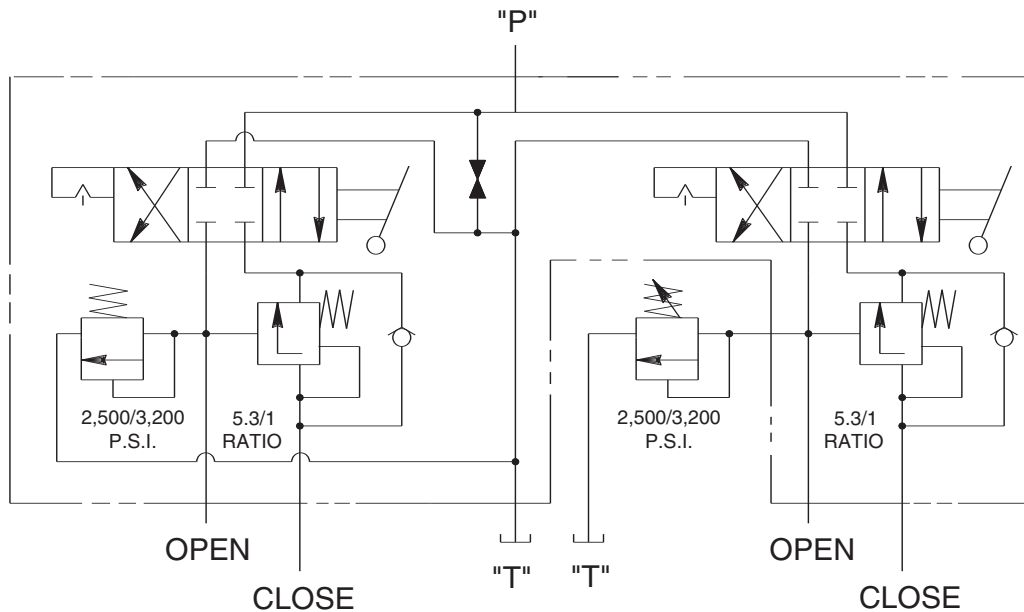 "P"
2,500/3,200
P.S.I.
5.3/1
RATIO
2,500/3,200
P.S.I.
5.3/1
RATIO
OPEN
CLOSE
"T"
"T"
OPEN
CLOSE